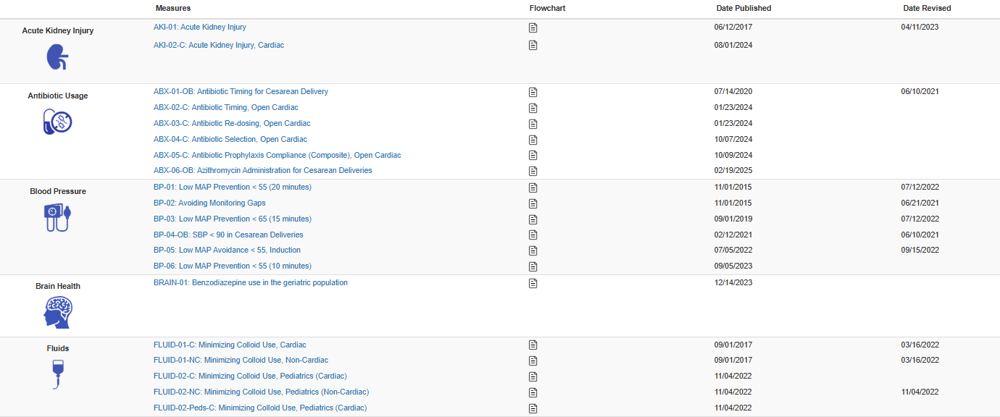 Measures Flowchart Date Published Date Revised
Acute Kidney Injury
AKI-01: Acute Kidney Injury 06/12/2017 04/11/2023
AKI-02-C: Acute Kidney Injury, Cardiac 08/01/2024
Antibiotic Usage
ABX-01-OB: Antibiotic Timing for Cesarean Delivery 07/14/2020 06/10/2021
ABX-02-C: Antibiotic Timing, Open Cardiac 01/23/2024
ABX-03-C: Antibiotic Re-dosing, Open Cardiac 01/23/2024
ABX-04-C: Antibiotic Selection, Open Cardiac 10/07/2024
ABX-05-C: Antibiotic Prophylaxis Compliance (Composite), Open Cardiac 10/09/2024
ABX-06-OB: Azithromycin Administration for Cesarean Deliveries 02/19/2025
Blood Pressure
BP-01: Low MAP Prevention < 55 (20 minutes) 11/01/2015 07/12/2022
BP-02: Avoiding Monitoring Gaps 11/01/2015 06/21/2021
BP-03: Low MAP Prevention < 65 (15 minutes) 09/01/2019 07/12/2022
BP-04-OB: SBP < 90 in Cesarean Deliveries 02/12/2021 06/10/2021
BP-05: Low MAP Avoidance < 55, Induction 07/05/2022 09/15/2022
BP-06: Low MAP Prevention < 55 (10 minutes) 09/05/2023
Brain Health
BRAIN-01: Benzodiazepine use in the geriatric population 12/14/2023
Fluids
FLUID-01-C: Minimizing Colloid Use, Cardiac 09/01/2017 03/16/2022
FLUID-01-NC: Minimizing Colloid Use, Non-Cardiac 09/01/2017 03/16/2022
FLUID-02-C: Minimizing Colloid Use, Pediatrics (Cardiac) 11/04/2022
FLUID-02-NC: Minimizing Colloid Use, Pediatrics (Non-Cardiac) 11/04/2022 11/04/2022
FLUID-02-Peds-C: Minimizing Colloid Use, Pediatrics (Cardiac) 11/04/2022